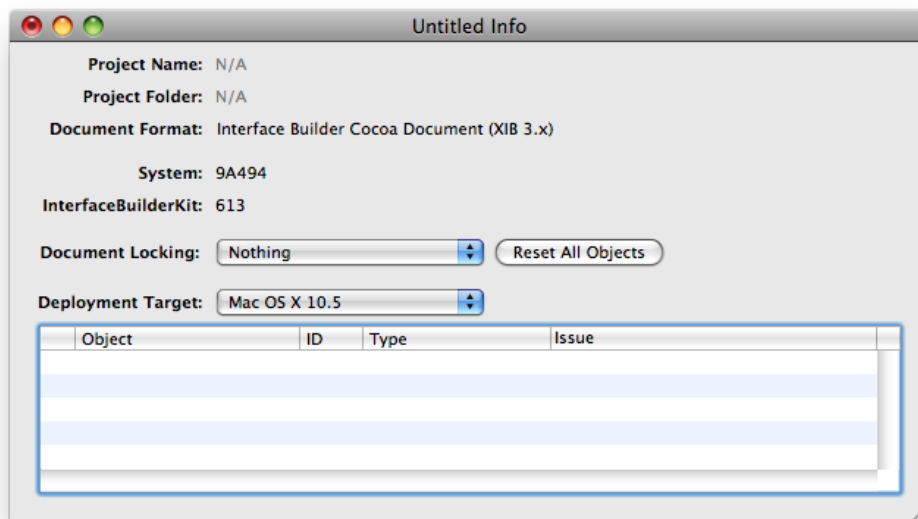 Untitled Info
Project Name: N/A
Project Folder: N/A
Document Format: Interface Builder Cocoa Document (XIB 3.x)
System: 9A494
InterfaceBuilderKit: 613
Document Locking: Nothing Reset All Objects
Deployment Target: Mac OS X 10.5
Object ID Type Issue